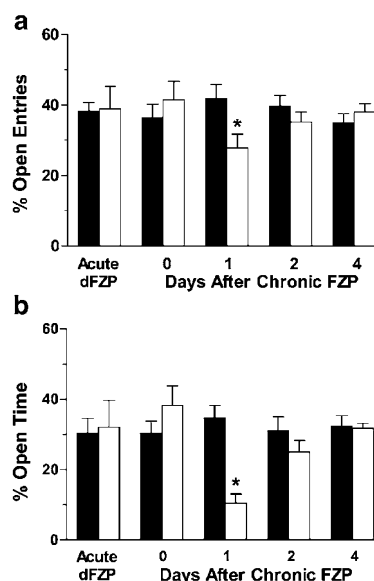 a
% Open Entries
60
40
20
0
*
Acute dFZP
0 1 2 4
Days After Chronic FZP
b
% Open Time
60
40
20
0
*
Acute dFZP
0 1 2 4
Days After Chronic FZP